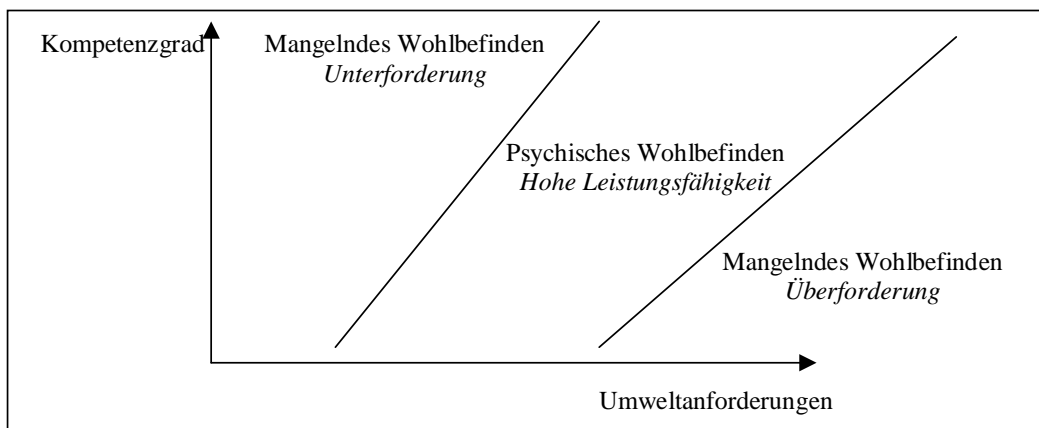 Kompetenzgrad
Mangelndes Wohlbefinden
Unterforderung
Psychisches Wohlbefinden
Hohe Leistungsfähigkeit
Mangelndes Wohlbefinden
Überforderung
Umweltanforderungen